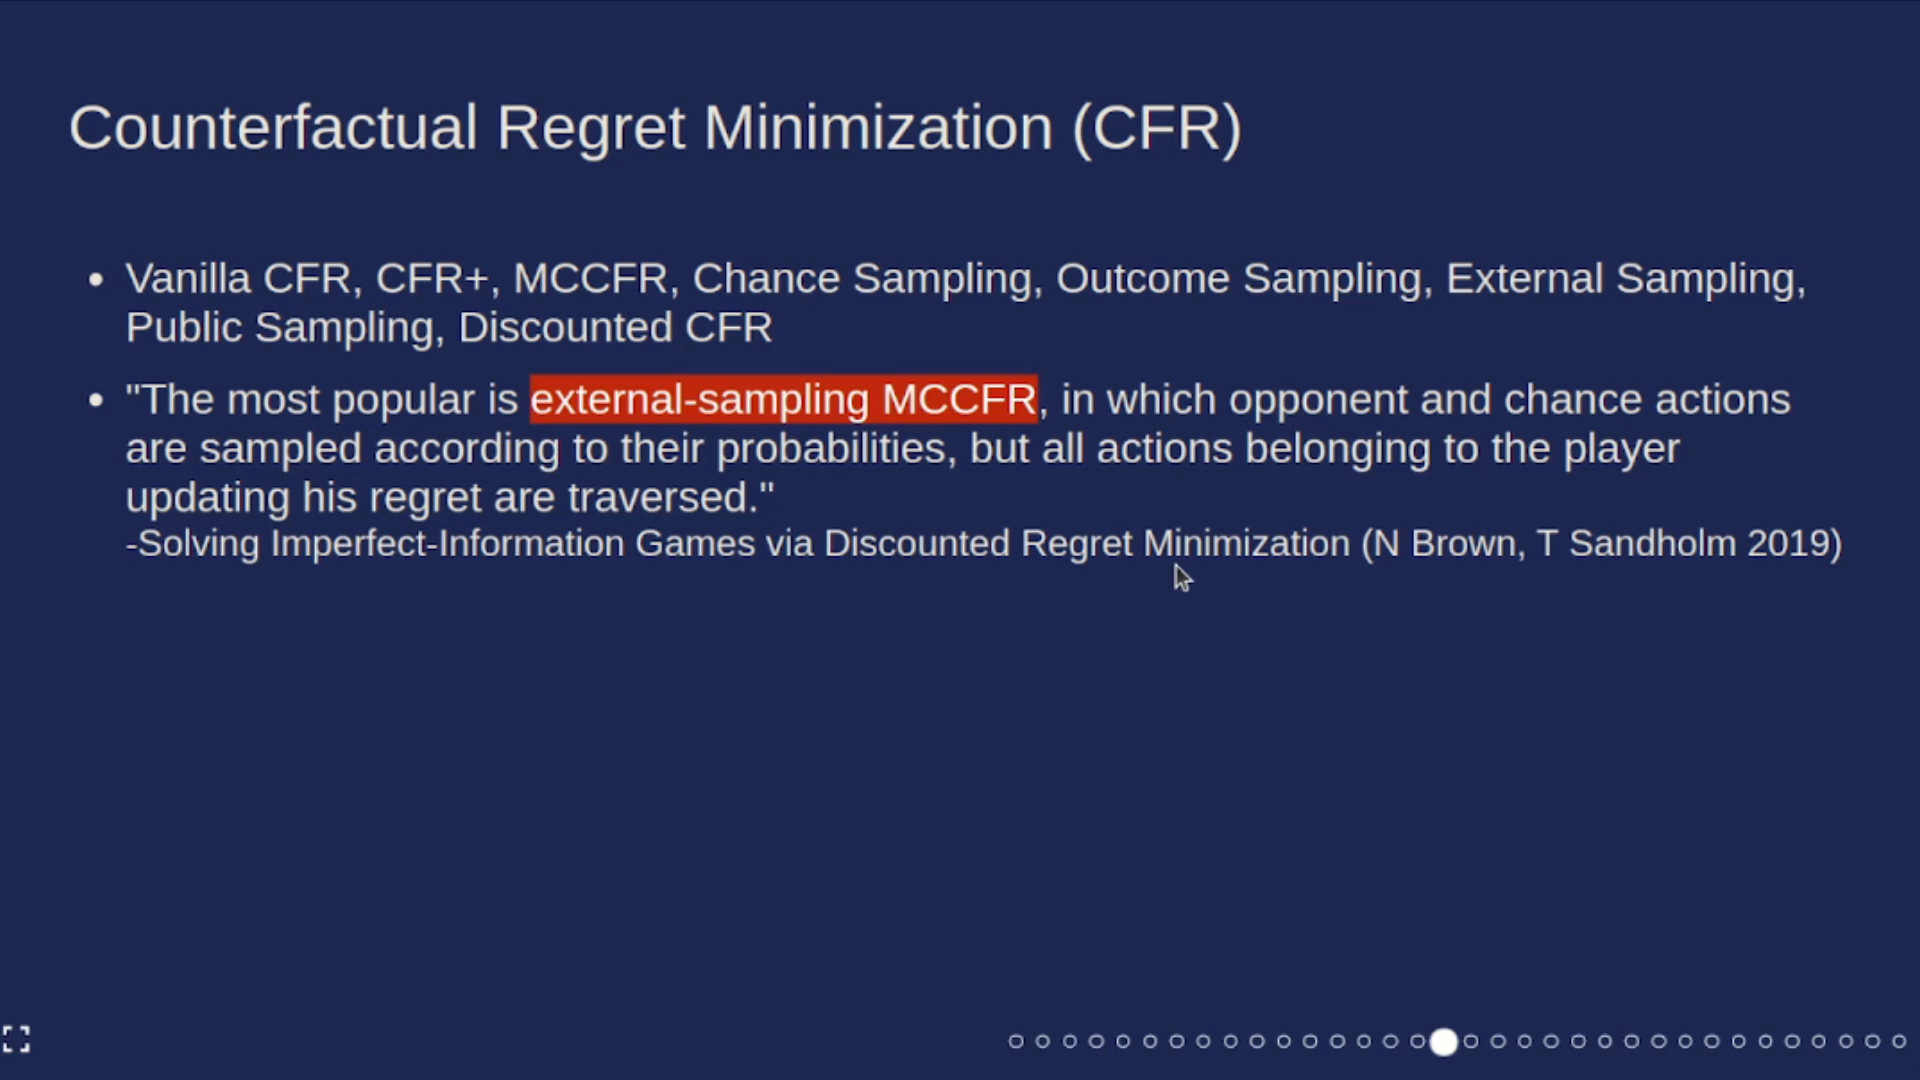 Counterfactual Regret Minimization (CFR)
• Vanilla CFR, CFR+, MCCFR, Chance Sampling, Outcome Sampling, External Sampling,
Public Sampling, Discounted CFR
• "The most popular is external-sampling MCCFR, in which opponent and chance actions
are sampled according to their probabilities, but all actions belonging to the player
updating his regret are traversed."
-Solving Imperfect-Information Games via Discounted Regret Minimization (N Brown, T Sandholm 2019)